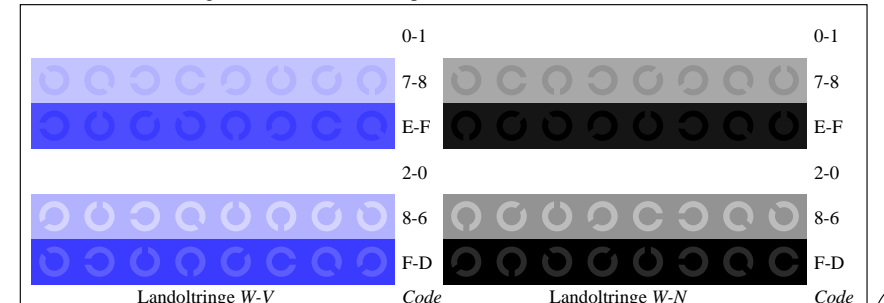 0-1 0-1
7-8 7-8
E-F E-F
2-0 2-0
8-6 8-6
F-D F-D
Landoltringe W-V Code Landoltringe W-N Code